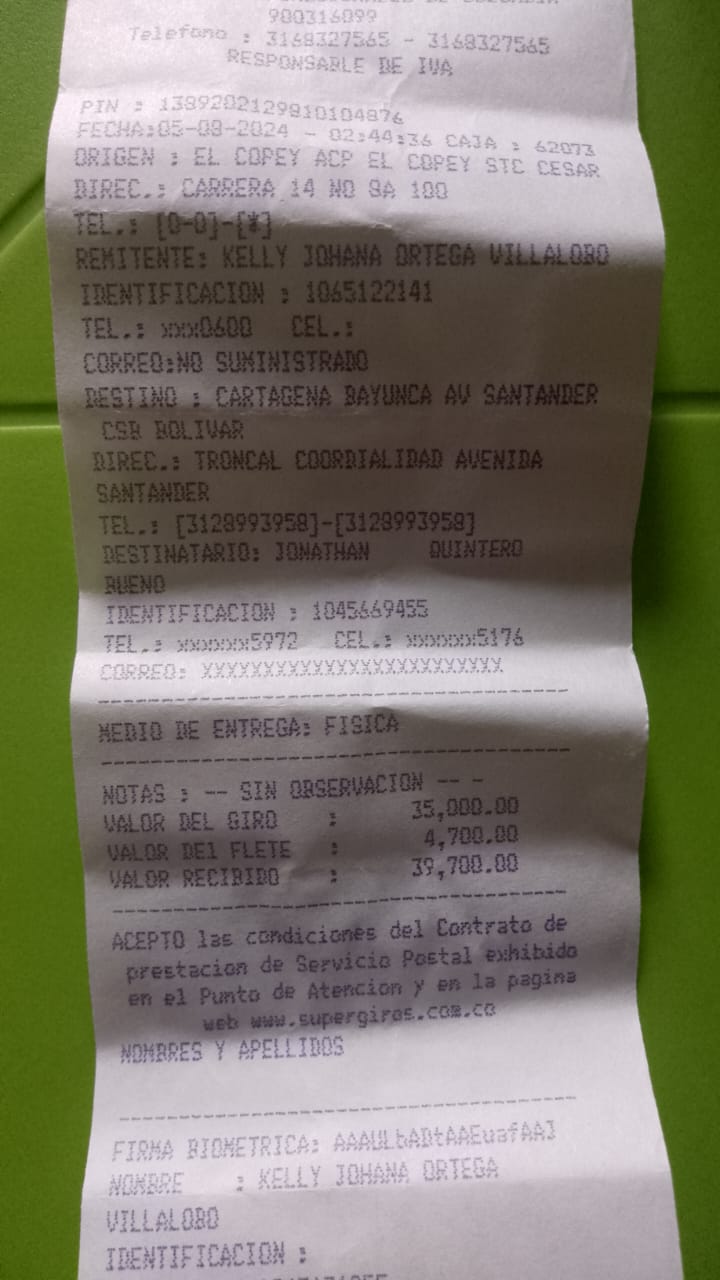 DE COLOMBIA
900316099
Telefono : 3168327565 - 3168327565
RESPONSABLE DE IVA
PIN : 1389202129810104876
FECHA:05-08-2024 - 02:44:36 CAJA : 62073
ORIGEN : EL COPEY ACP EL COPEY STC CESAR
DIREC.: CARRERA 14 NO 8A 100
TEL.: [0-0]-[*]
REMITENTE: KELLY JOHANA ORTEGA VILLALOBO
IDENTIFICACION : 1065122141
TEL.: xxx0600 CEL.:
CORREO:NO SUMINISTRADO
DESTINO : CARTAGENA BAYUNCA AV SANTANDER
CSB BOLIVAR
DIREC.: TRONCAL COORDIALIDAD AVENIDA
SANTANDER
TEL.: [3128993958]-[3128993958]
DESTINATARIO: JONATHAN QUINTERO
BUENO
IDENTIFICACION : 1045669455
TEL.: xxxxxx5972 CEL.: xxxxxx5176
CORREO: XXXXXXXXXXXXXXXXXXXXXXXXXX
MEDIO DE ENTREGA: FISICA
NOTAS : -- SIN OBSERVACION -- -
VALOR DEL GIRO : 35,000.00
VALOR DEl FLETE : 4,700.00
VALOR RECIBIDO : 39,700.00
ACEPTO las condiciones del Contrato de
prestacion de Servicio Postal exhibido
en el Punto de Atencion y en la pagina
web www.supergiros.com.co
NOMBRES Y APELLIDOS
FIRMA BIOMETRICA: AAAULbADtAAEuafAAJ
NOMBRE : KELLY JOHANA ORTEGA
VILLALOBO
IDENTIFICACION :